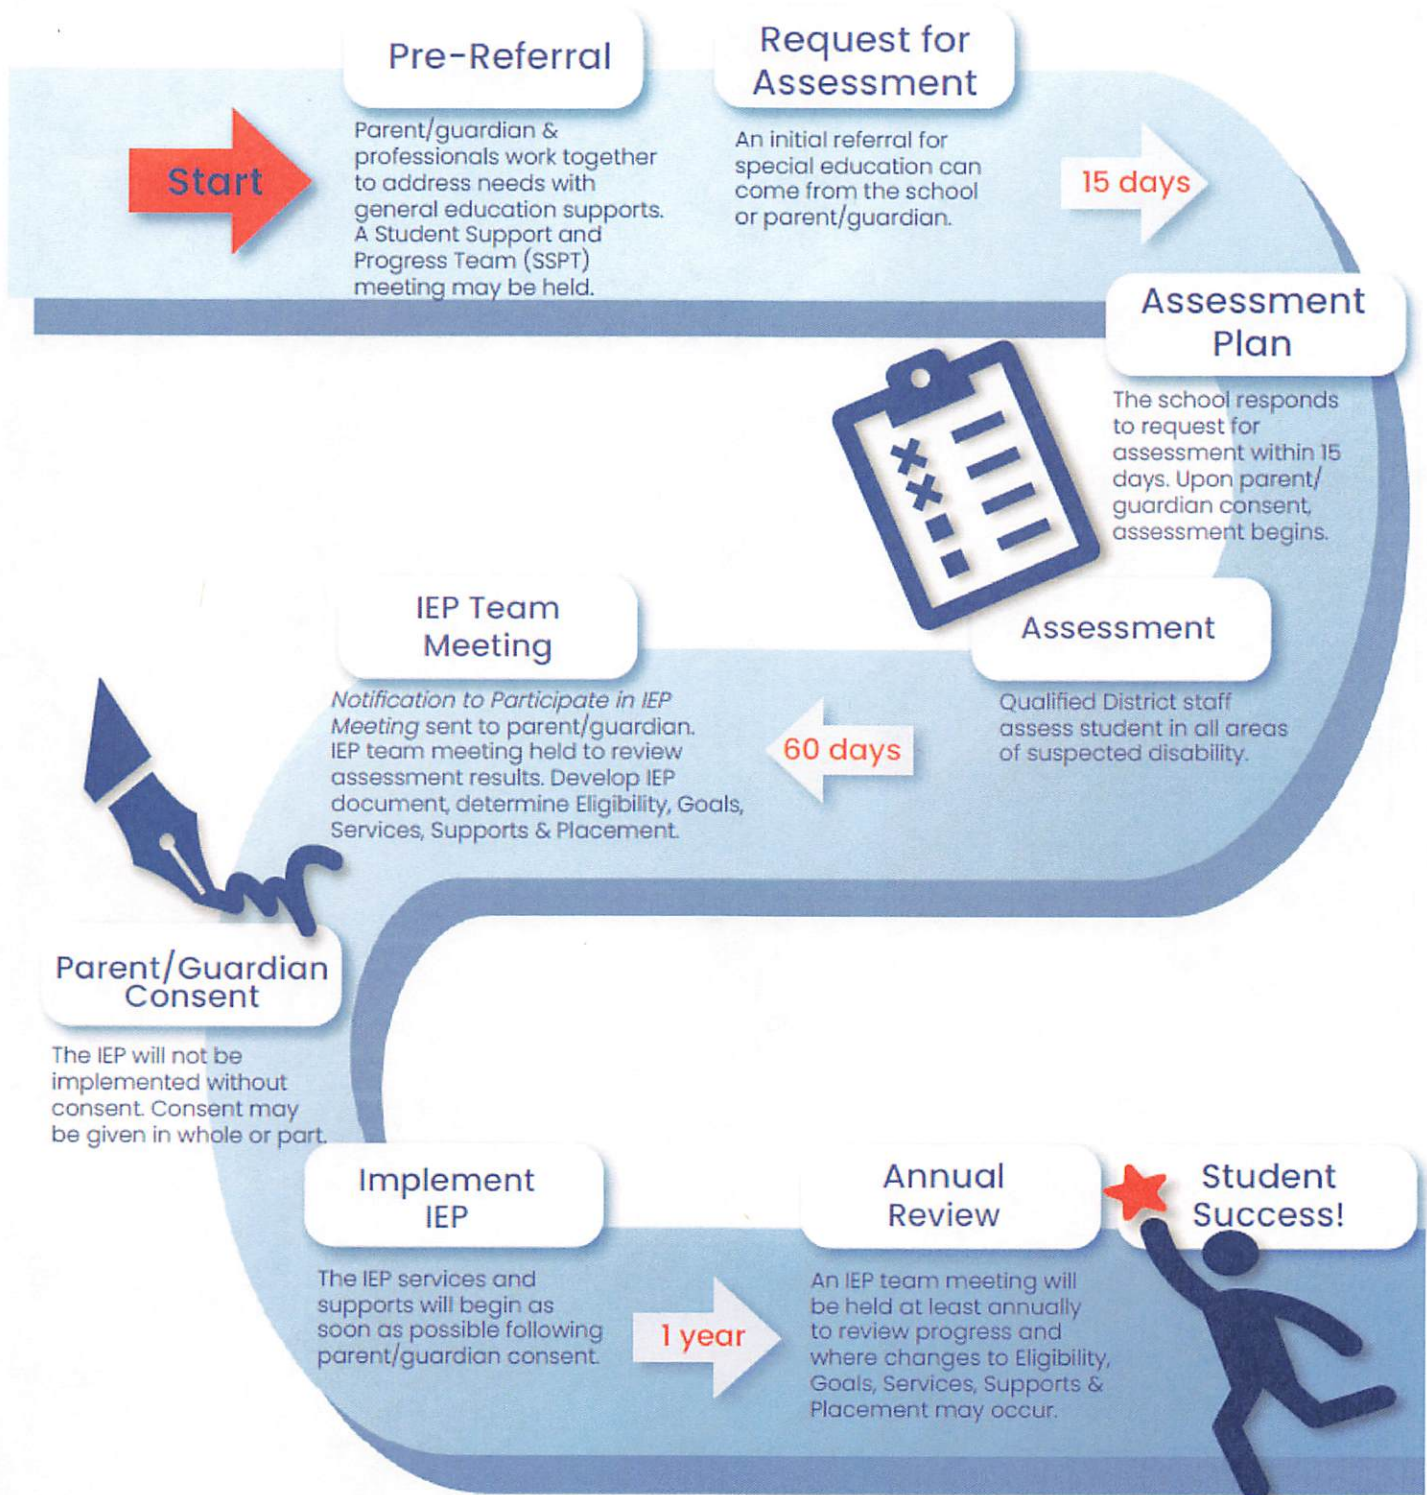 Pre-Referral
Request for
Assessment
Start
Parent/guardian &
professionals work together
to address needs with
general education supports.
A Student Support and
Progress Team (SSPT)
meeting may be held.
An initial referral for
special education can
come from the school
or parent/guardian.
15 days
Assessment
Plan
The school responds
to request for
assessment within 15
days. Upon parent/
guardian consent,
assessment begins.
Assessment
Qualified District staff
assess student in all areas
of suspected disability.
60 days
IEP Team
Meeting
Notification to Participate in IEP
Meeting sent to parent/guardian.
IEP team meeting held to review
assessment results. Develop IEP
document, determine Eligibility, Goals,
Services, Supports & Placement.
Parent/Guardian
Consent
The IEP will not be
implemented without
consent. Consent may
be given in whole or part.
Implement
IEP
The IEP services and
supports will begin as
soon as possible following
parent/guardian consent.
1 year
Annual
Review
An IEP team meeting will
be held at least annually
to review progress and
where changes to Eligibility,
Goals, Services, Supports &
Placement may occur.
Student
Success!